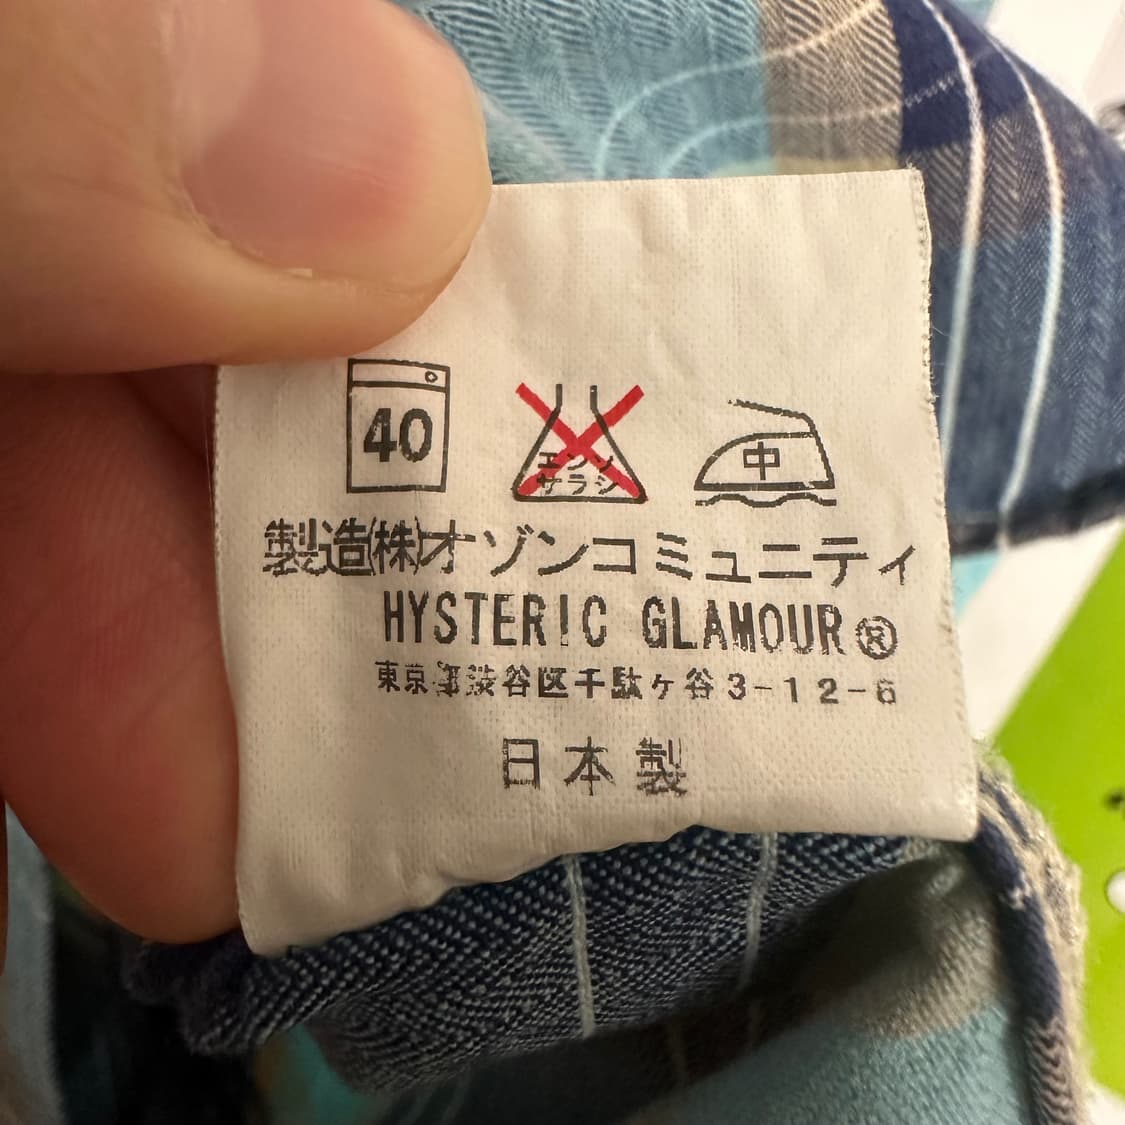 40
エンソ
サラシ
中
製造(株)オゾンコミュニティ
HYSTERIC GLAMOUR®
東京都渋谷区千駄ヶ谷3-12-6
日本製